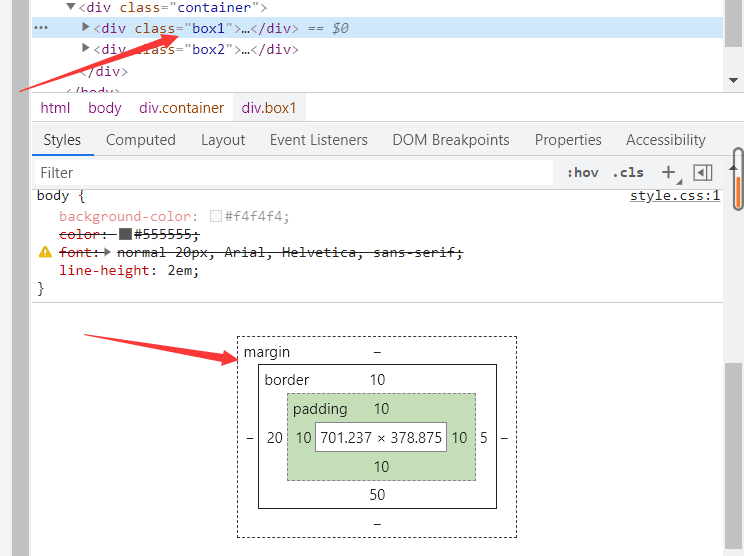 ▼<div class="container">
••• ▶<div class="box1">…</div> == $0
▶<div class="box2">…</div>
</div>
</body>
html body div.container div.box1
Styles Computed Layout Event Listeners DOM Breakpoints Properties Accessibility
Filter :hov .cls +
body { style.css:1
background-color: #f4f4f4;
color: #555555;
font: ▶ normal 20px, Arial, Helvetica, sans-serif;
line-height: 2em;
}
margin –
border 10
padding 10
– 20 10 701.237 × 378.875 10 5 –
10
50
–